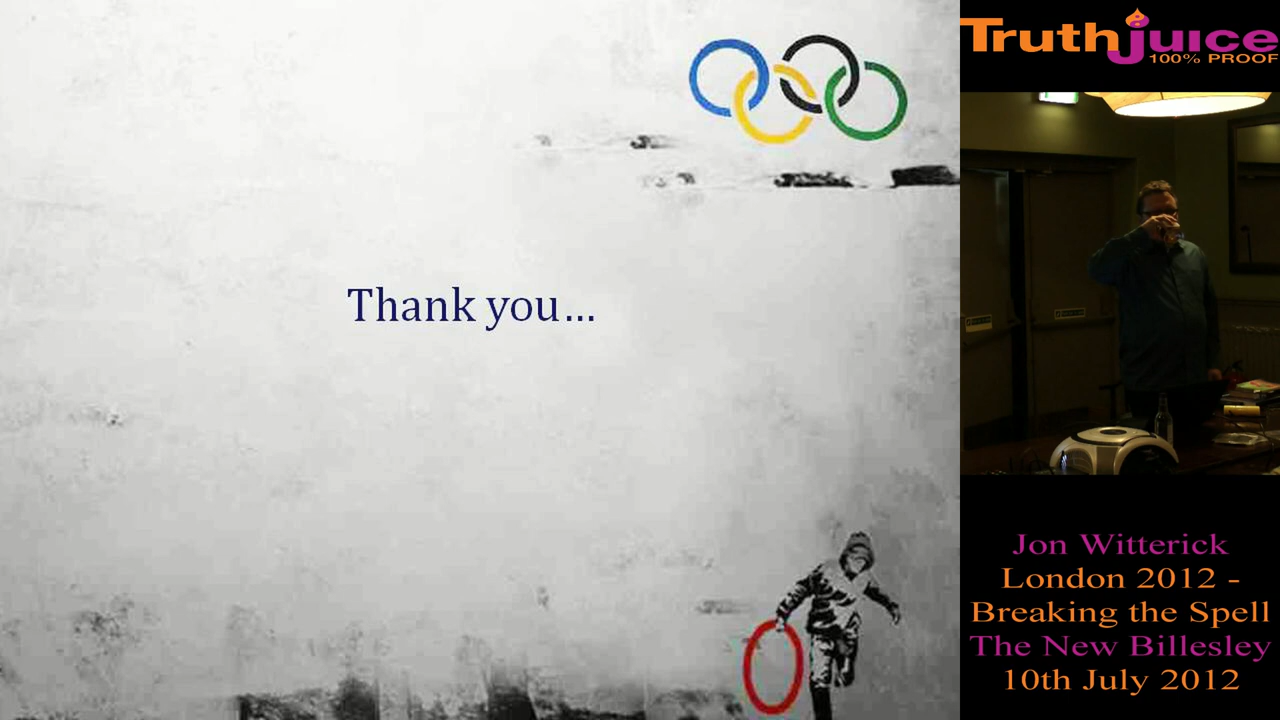 Thank you...
Truthjuice
100% PROOF
Jon Witterick
London 2012 -
Breaking the Spell
The New Billesley
10th July 2012